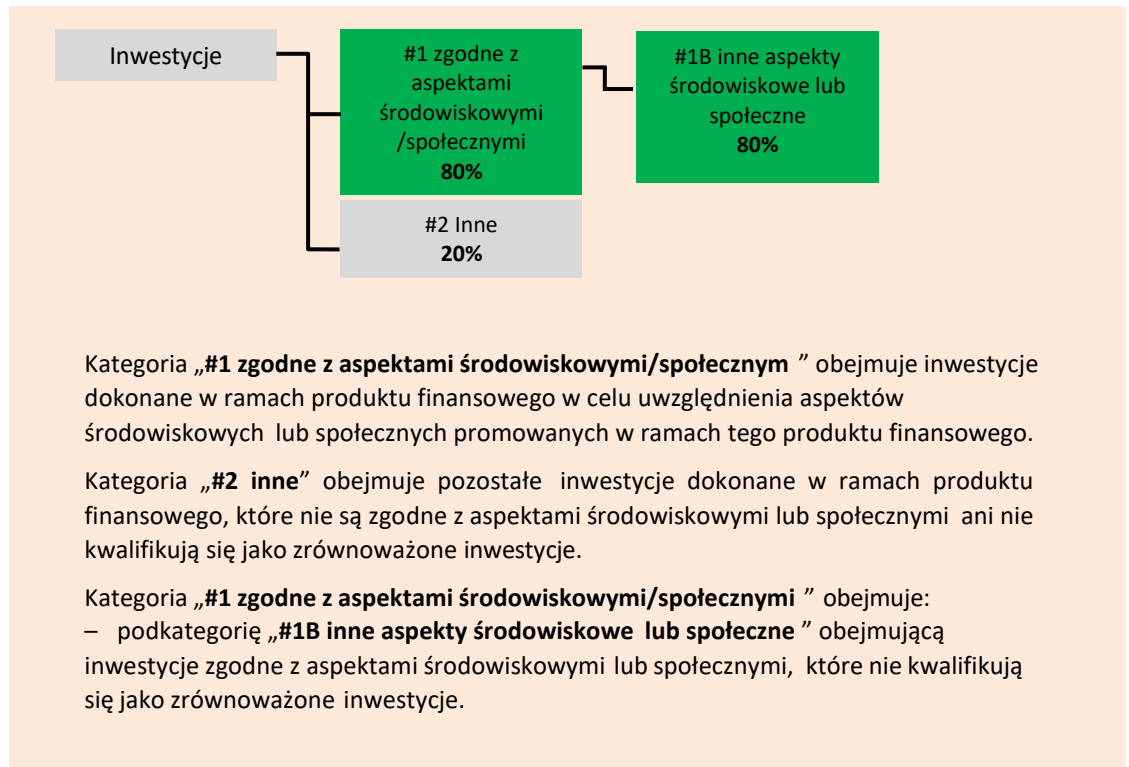 Inwestycje
#1 zgodne z
aspektami
środowiskowymi
/społecznymi
80%
#1B inne aspekty
środowiskowe lub
społeczne
80%
#2 Inne
20%
Kategoria „#1 zgodne z aspektami środowiskowymi/społecznym ” obejmuje inwestycje
dokonane w ramach produktu finansowego w celu uwzględnienia aspektów
środowiskowych lub społecznych promowanych w ramach tego produktu finansowego.
Kategoria „#2 inne” obejmuje pozostałe inwestycje dokonane w ramach produktu
finansowego, które nie są zgodne z aspektami środowiskowymi lub społecznymi ani nie
kwalifikują się jako zrównoważone inwestycje.
Kategoria „#1 zgodne z aspektami środowiskowymi/społecznymi ” obejmuje:
– podkategorię „#1B inne aspekty środowiskowe lub społeczne ” obejmującą
inwestycje zgodne z aspektami środowiskowymi lub społecznymi, które nie kwalifikują
się jako zrównoważone inwestycje.